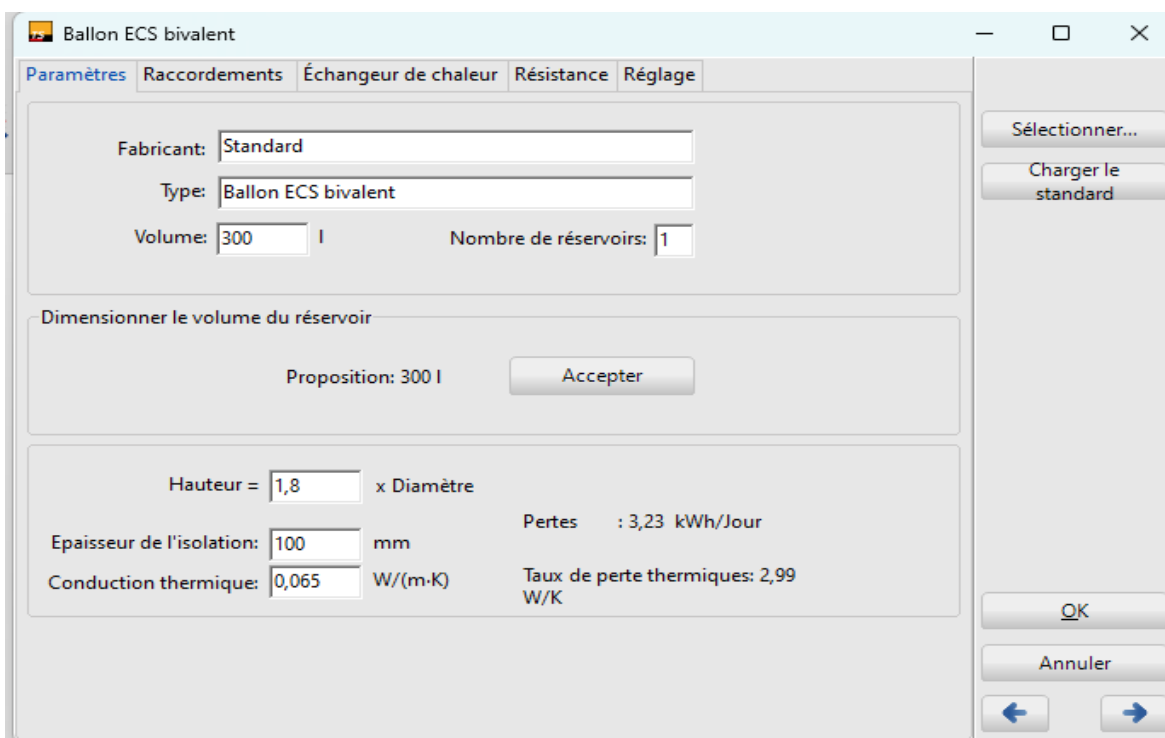 TS Ballon ECS bivalent
Paramètres Raccordements Échangeur de chaleur Résistance Réglage
Sélectionner...
Charger le
standard
Fabricant: Standard
Type: Ballon ECS bivalent
Volume: 300 l Nombre de réservoirs: 1
Dimensionner le volume du réservoir
Proposition: 300 l Accepter
Hauteur = 1,8 x Diamètre
Pertes : 3,23 kWh/Jour
Epaisseur de l'isolation: 100 mm
Conduction thermique: 0,065 W/(m·K)
Taux de perte thermiques: 2,99
W/K
OK
Annuler